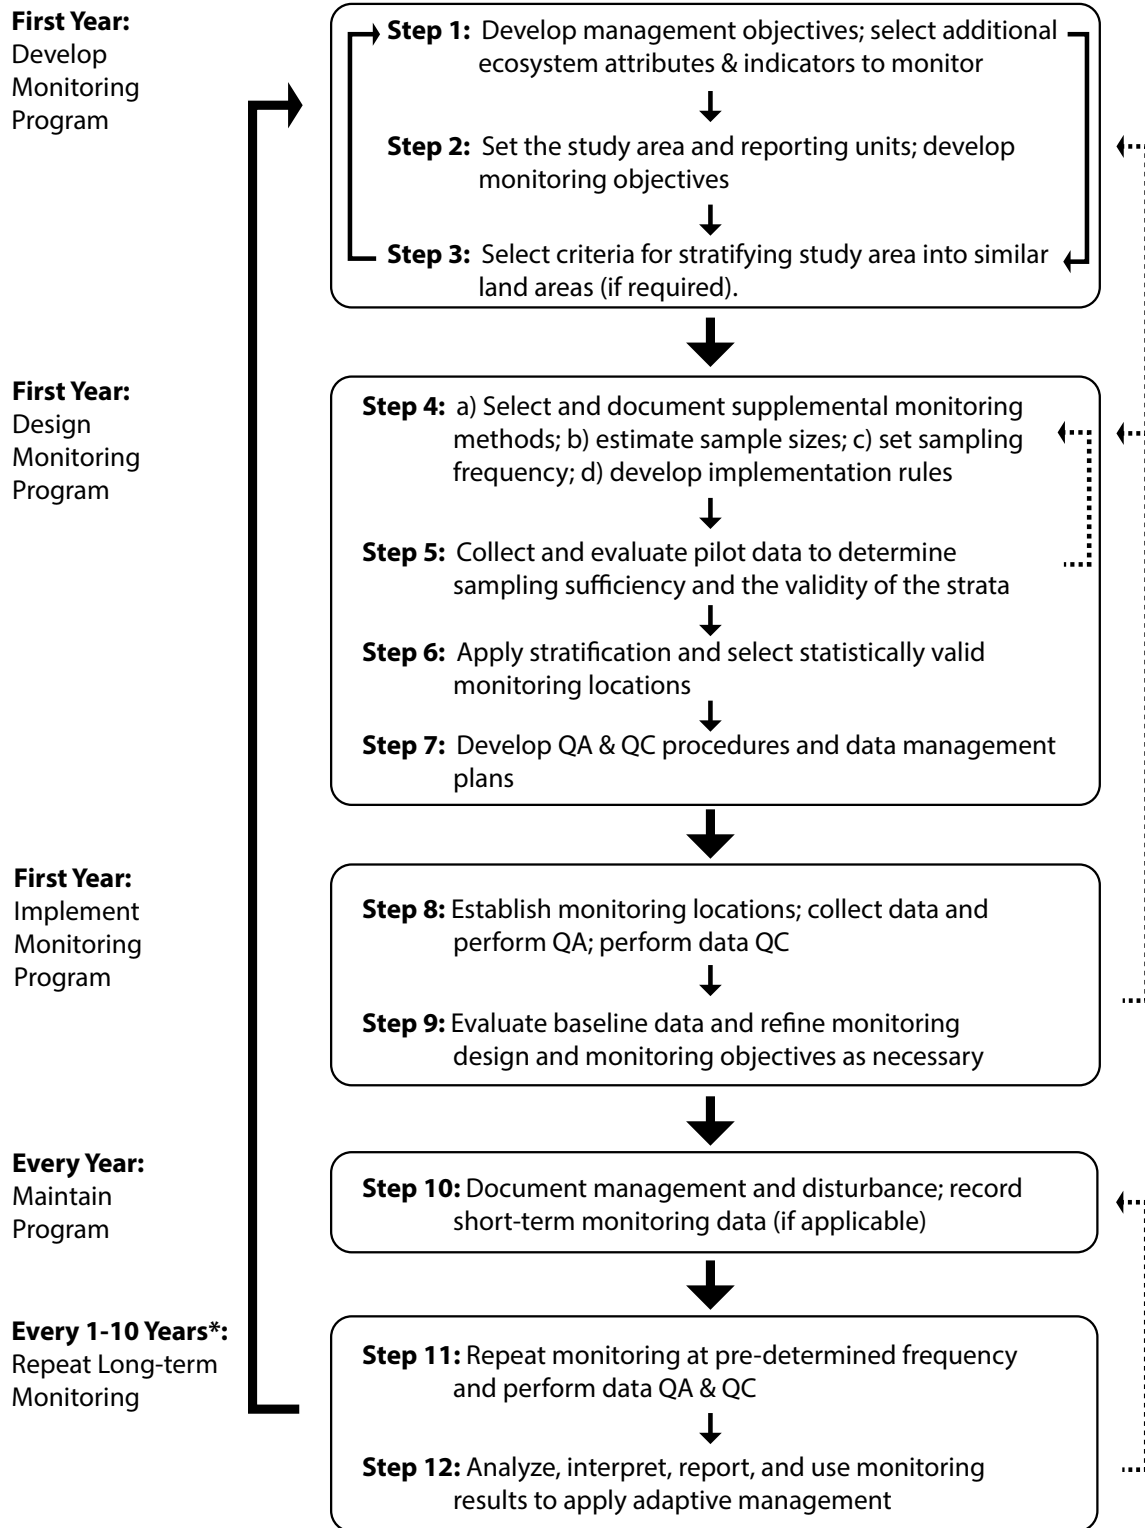 First Year:
Develop
Monitoring
Program
Step 1: Develop management objectives; select additional
ecosystem attributes & indicators to monitor
Step 2: Set the study area and reporting units; develop
monitoring objectives
Step 3: Select criteria for stratifying study area into similar
land areas (if required).
First Year:
Design
Monitoring
Program
Step 4: a) Select and document supplemental monitoring
methods; b) estimate sample sizes; c) set sampling
frequency; d) develop implementation rules
Step 5: Collect and evaluate pilot data to determine
sampling sufficiency and the validity of the strata
Step 6: Apply stratification and select statistically valid
monitoring locations
Step 7: Develop QA & QC procedures and data management
plans
First Year:
Implement
Monitoring
Program
Step 8: Establish monitoring locations; collect data and
perform QA; perform data QC
Step 9: Evaluate baseline data and refine monitoring
design and monitoring objectives as necessary
Every Year:
Maintain
Program
Step 10: Document management and disturbance; record
short-term monitoring data (if applicable)
Every 1-10 Years*:
Repeat Long-term
Monitoring
Step 11: Repeat monitoring at pre-determined frequency
and perform data QA & QC
Step 12: Analyze, interpret, report, and use monitoring
results to apply adaptive management